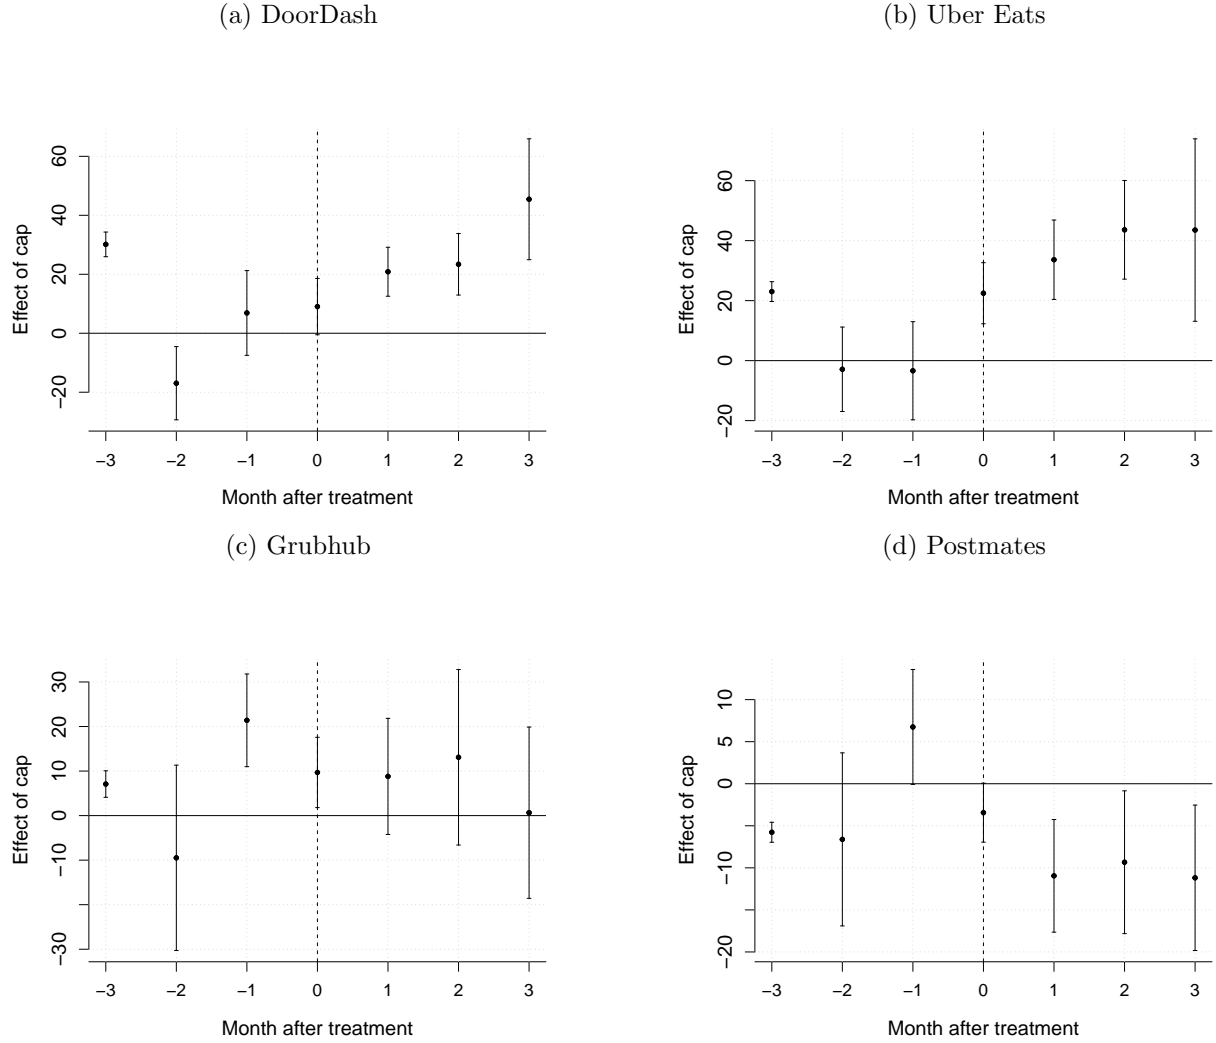 (a) DoorDash
Effect of cap
60
40
20
0
−20
−3 −2 −1 0 1 2 3
Month after treatment
(b) Uber Eats
Effect of cap
60
40
20
0
−20
−3 −2 −1 0 1 2 3
Month after treatment
(c) Grubhub
Effect of cap
30
20
10
0
−10
−30
−3 −2 −1 0 1 2 3
Month after treatment
(d) Postmates
Effect of cap
10
5
0
−10
−20
−3 −2 −1 0 1 2 3
Month after treatment